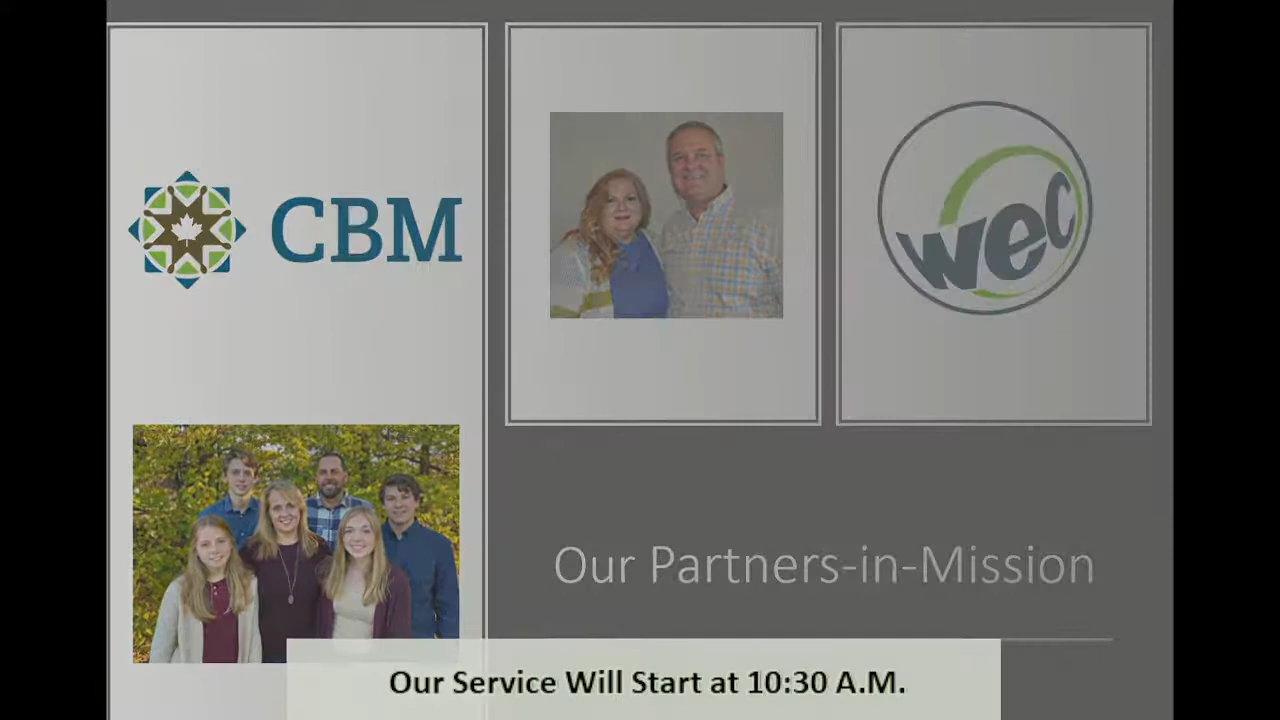 CBM
wec
Our Partners-in-Mission
Our Service Will Start at 10:30 A.M.